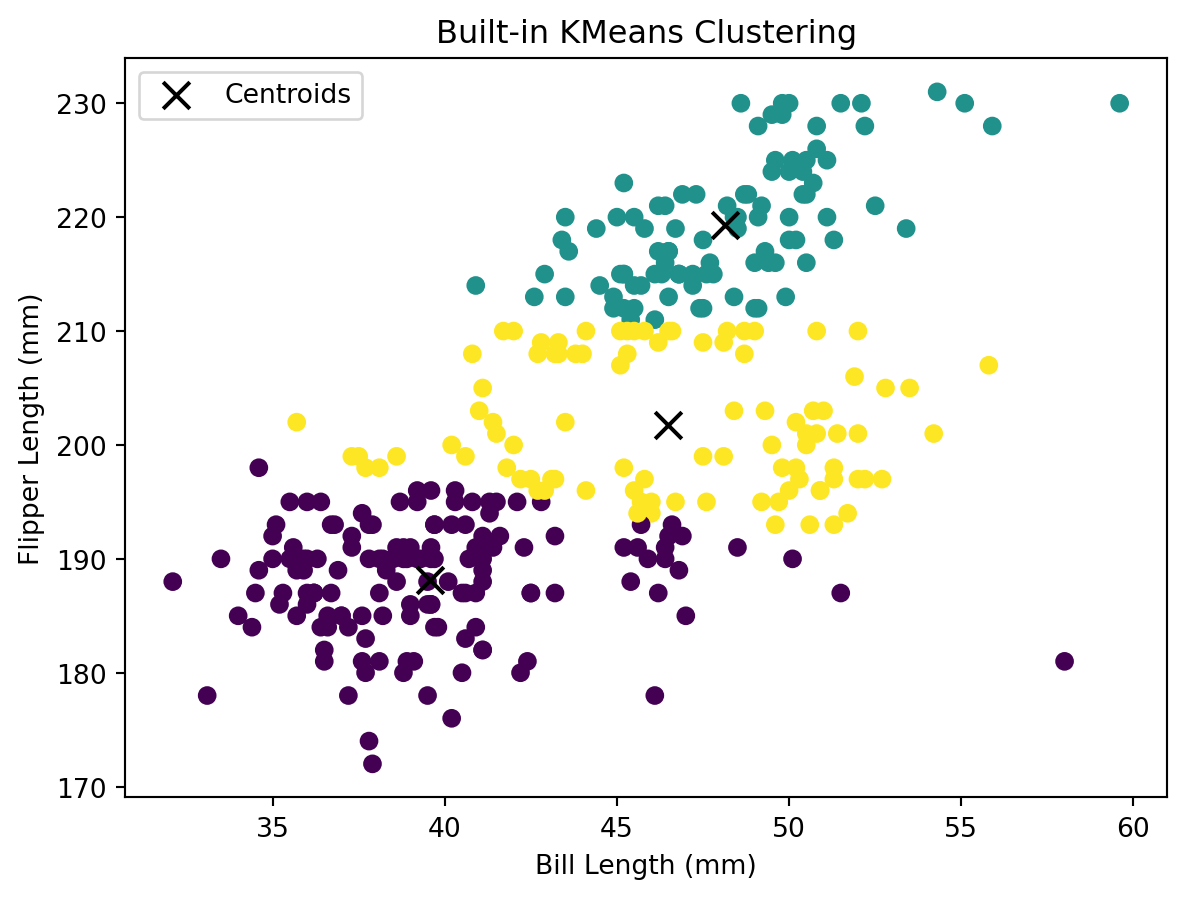 Built-in KMeans Clustering
Centroids
230
220
210
200
190
180
170
35 40 45 50 55 60
Flipper Length (mm)
Bill Length (mm)